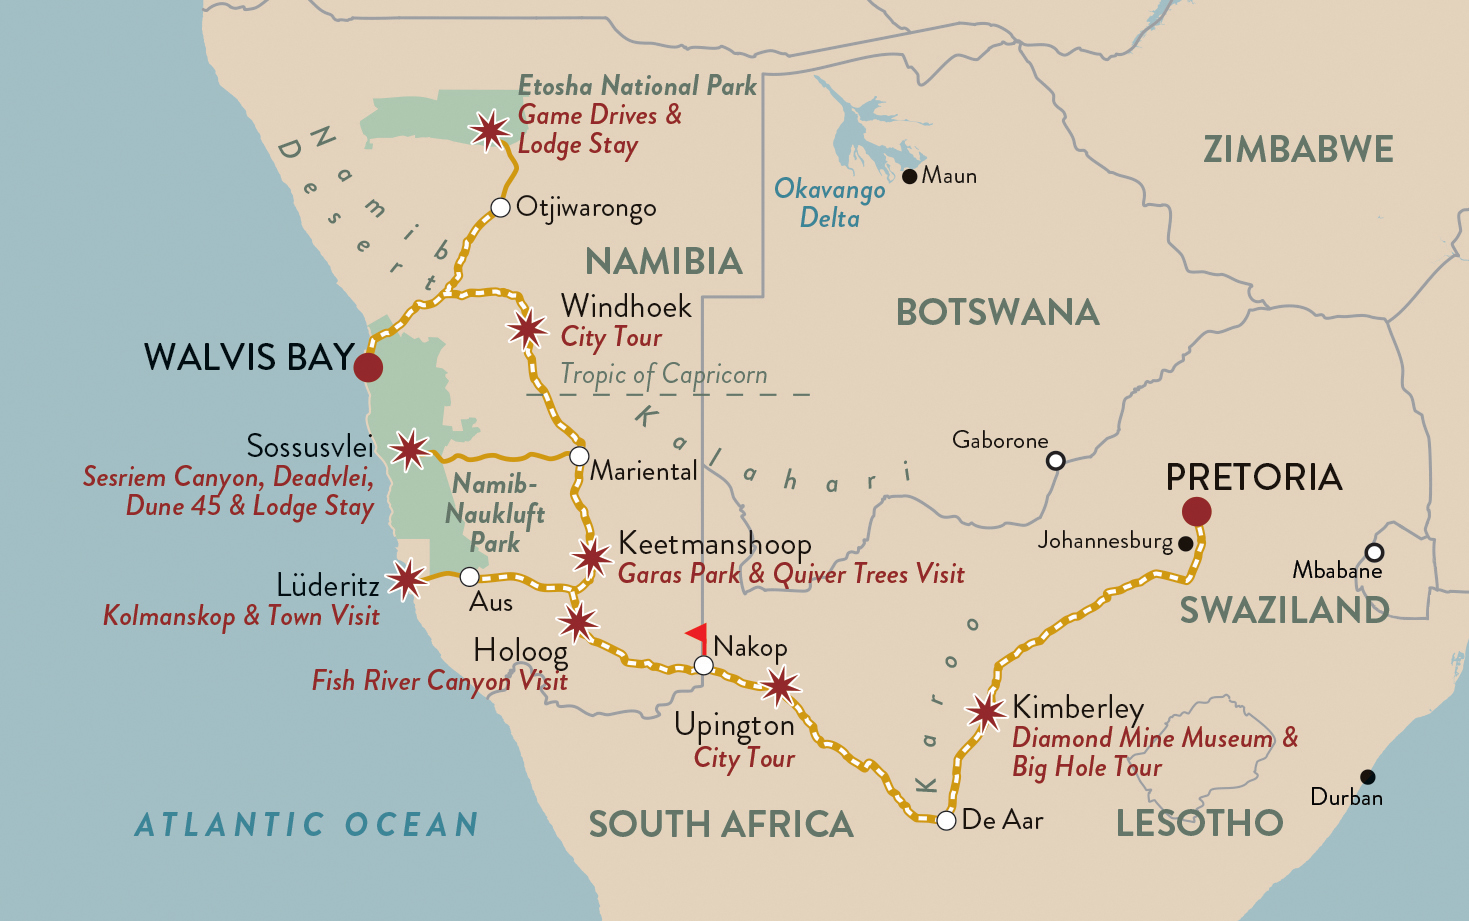 Etosha National Park
Game Drives &
Lodge Stay
Namib
Desert
Otjiwarongo
Okavango
Delta
Maun
ZIMBABWE
NAMIBIA
BOTSWANA
Windhoek
City Tour
Tropic of Capricorn
WALVIS BAY
Kalahari
Sossusvlei
Sesriem Canyon, Deadvlei,
Dune 45 & Lodge Stay
Mariental
Namib-
Naukluft
Park
Gaborone
PRETORIA
Johannesburg
Mbabane
SWAZILAND
Keetmanshoop
Garas Park & Quiver Trees Visit
Lüderitz
Kolmanskop & Town Visit
Aus
Holoog
Fish River Canyon Visit
Nakop
Upington
City Tour
Karoo
Kimberley
Diamond Mine Museum &
Big Hole Tour
Durban
De Aar
ATLANTIC OCEAN
SOUTH AFRICA
LESOTHO